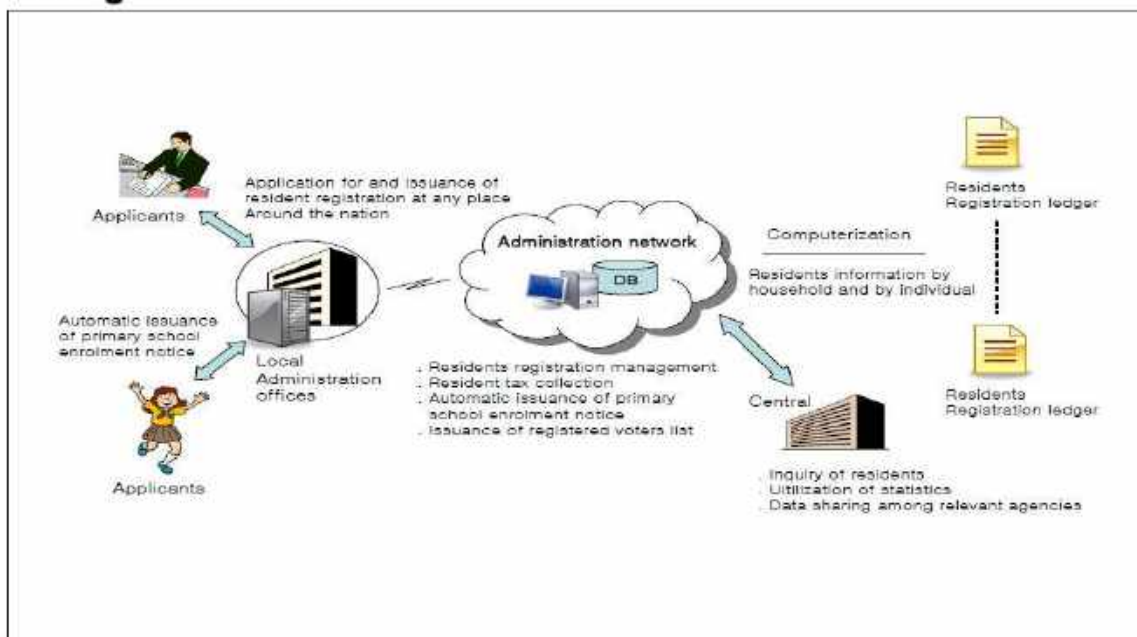 Applicants
Application for and issuance of
resident registration at any place
Around the nation
Automatic issuance
of primary school
enrolment notice
Local
Administration
offices
Applicants
Administration network
DB
. Residents registration management
. Resident tax collection
. Automatic issuance of primary
school enrolment notice
. Issuance of registered voters list
Computerization
Residents information by
household and by individual
Central
. Inquiry of residents
. Uitilization of statistics
. Data sharing among relevant agencies
Residents
Registration ledger
Residents
Registration ledger